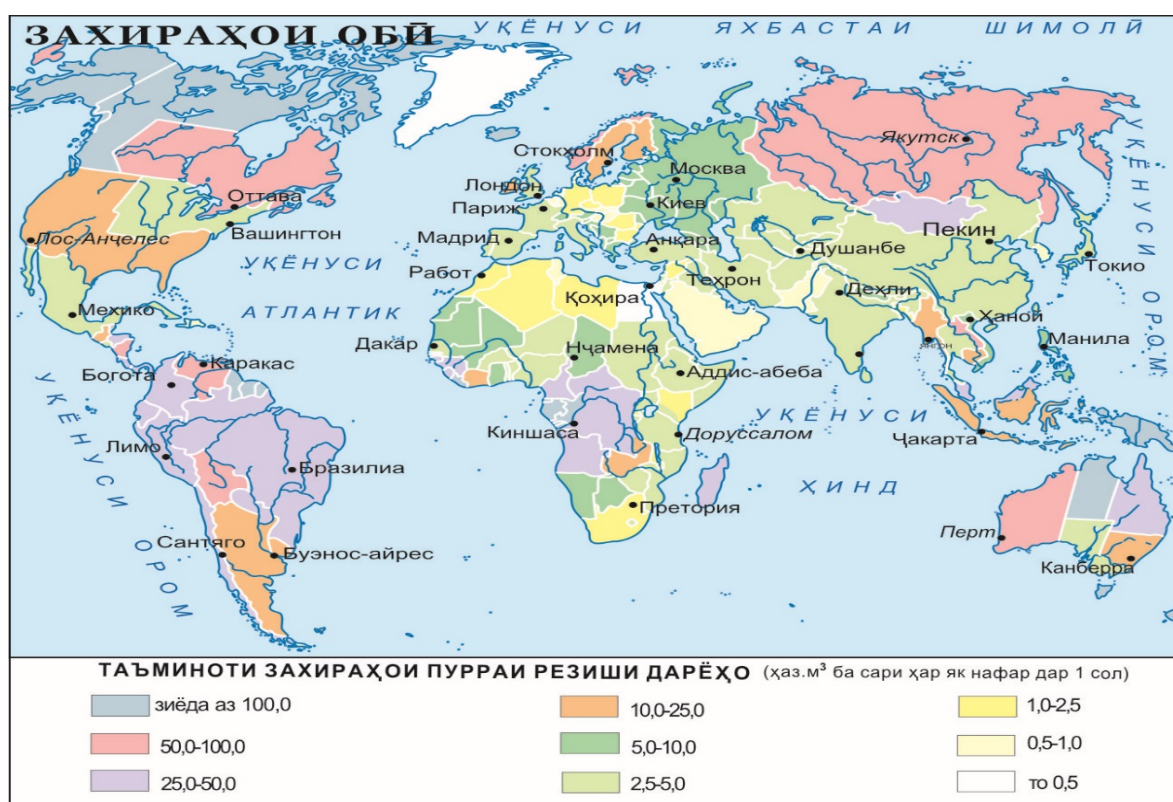 ЗАХИРАҲОИ ОБӢ
УҚЁНУСИ ЯХБАСТАИ ШИМОЛӢ
Якутск
Стокҳолм
Москва
Оттава
Лондон
Киев
Париж
Вашингтон
Лос-Анҷелес
Мадрид
Анқара
Душанбе
Пекин
УҚЁНУСИ
АТЛАНТИК
Работ
Теҳрон
Токио
Қоҳира
Деҳли
УҚЁНУСИ ОРОМ
Мехико
Ханой
Дакар
Нҷамена
Янгон
Манила
Каракас
Богота
Аддис-абеба
УҚЁНУСИ
ҲИНД
Киншаса
Доруссалом
Ҷакарта
Лимо
Бразилиа
УҚЁНУСИ ОРОМ
Претория
Перт
Сантяго
Буэнос-айрес
Канберра
ТАЪМИНОТИ ЗАХИРАҲОИ ПУРРАИ РЕЗИШИ ДАРЁҲО (ҳаз.м³ ба сари ҳар як нафар дар 1 сол)
зиёда аз 100,0
50,0-100,0
25,0-50,0
10,0-25,0
5,0-10,0
2,5-5,0
1,0-2,5
0,5-1,0
то 0,5